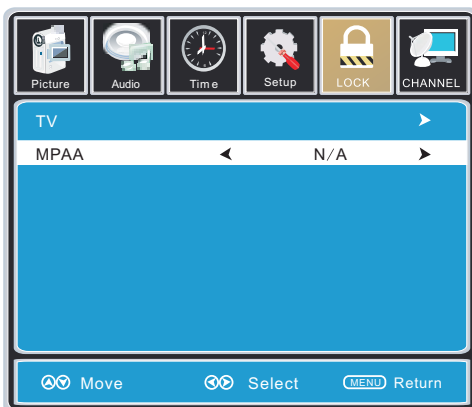 Picture Audio Time Setup LOCK CHANNEL
TV
MPAA N/A
Move Select MENU Return